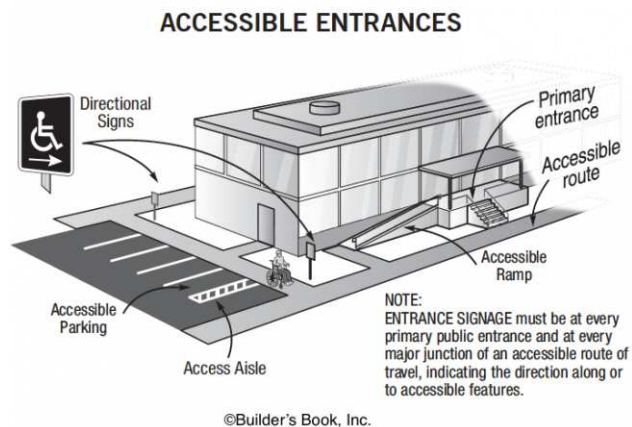 ACCESSIBLE ENTRANCES
Directional
Signs
Primary
entrance
Accessible
route
Accessible
Ramp
Accessible
Parking
Access Aisle
NOTE:
ENTRANCE SIGNAGE must be at every
primary public entrance and at every
major junction of an accessible route of
travel, indicating the direction along or
to accessible features.
©Builder's Book, Inc.